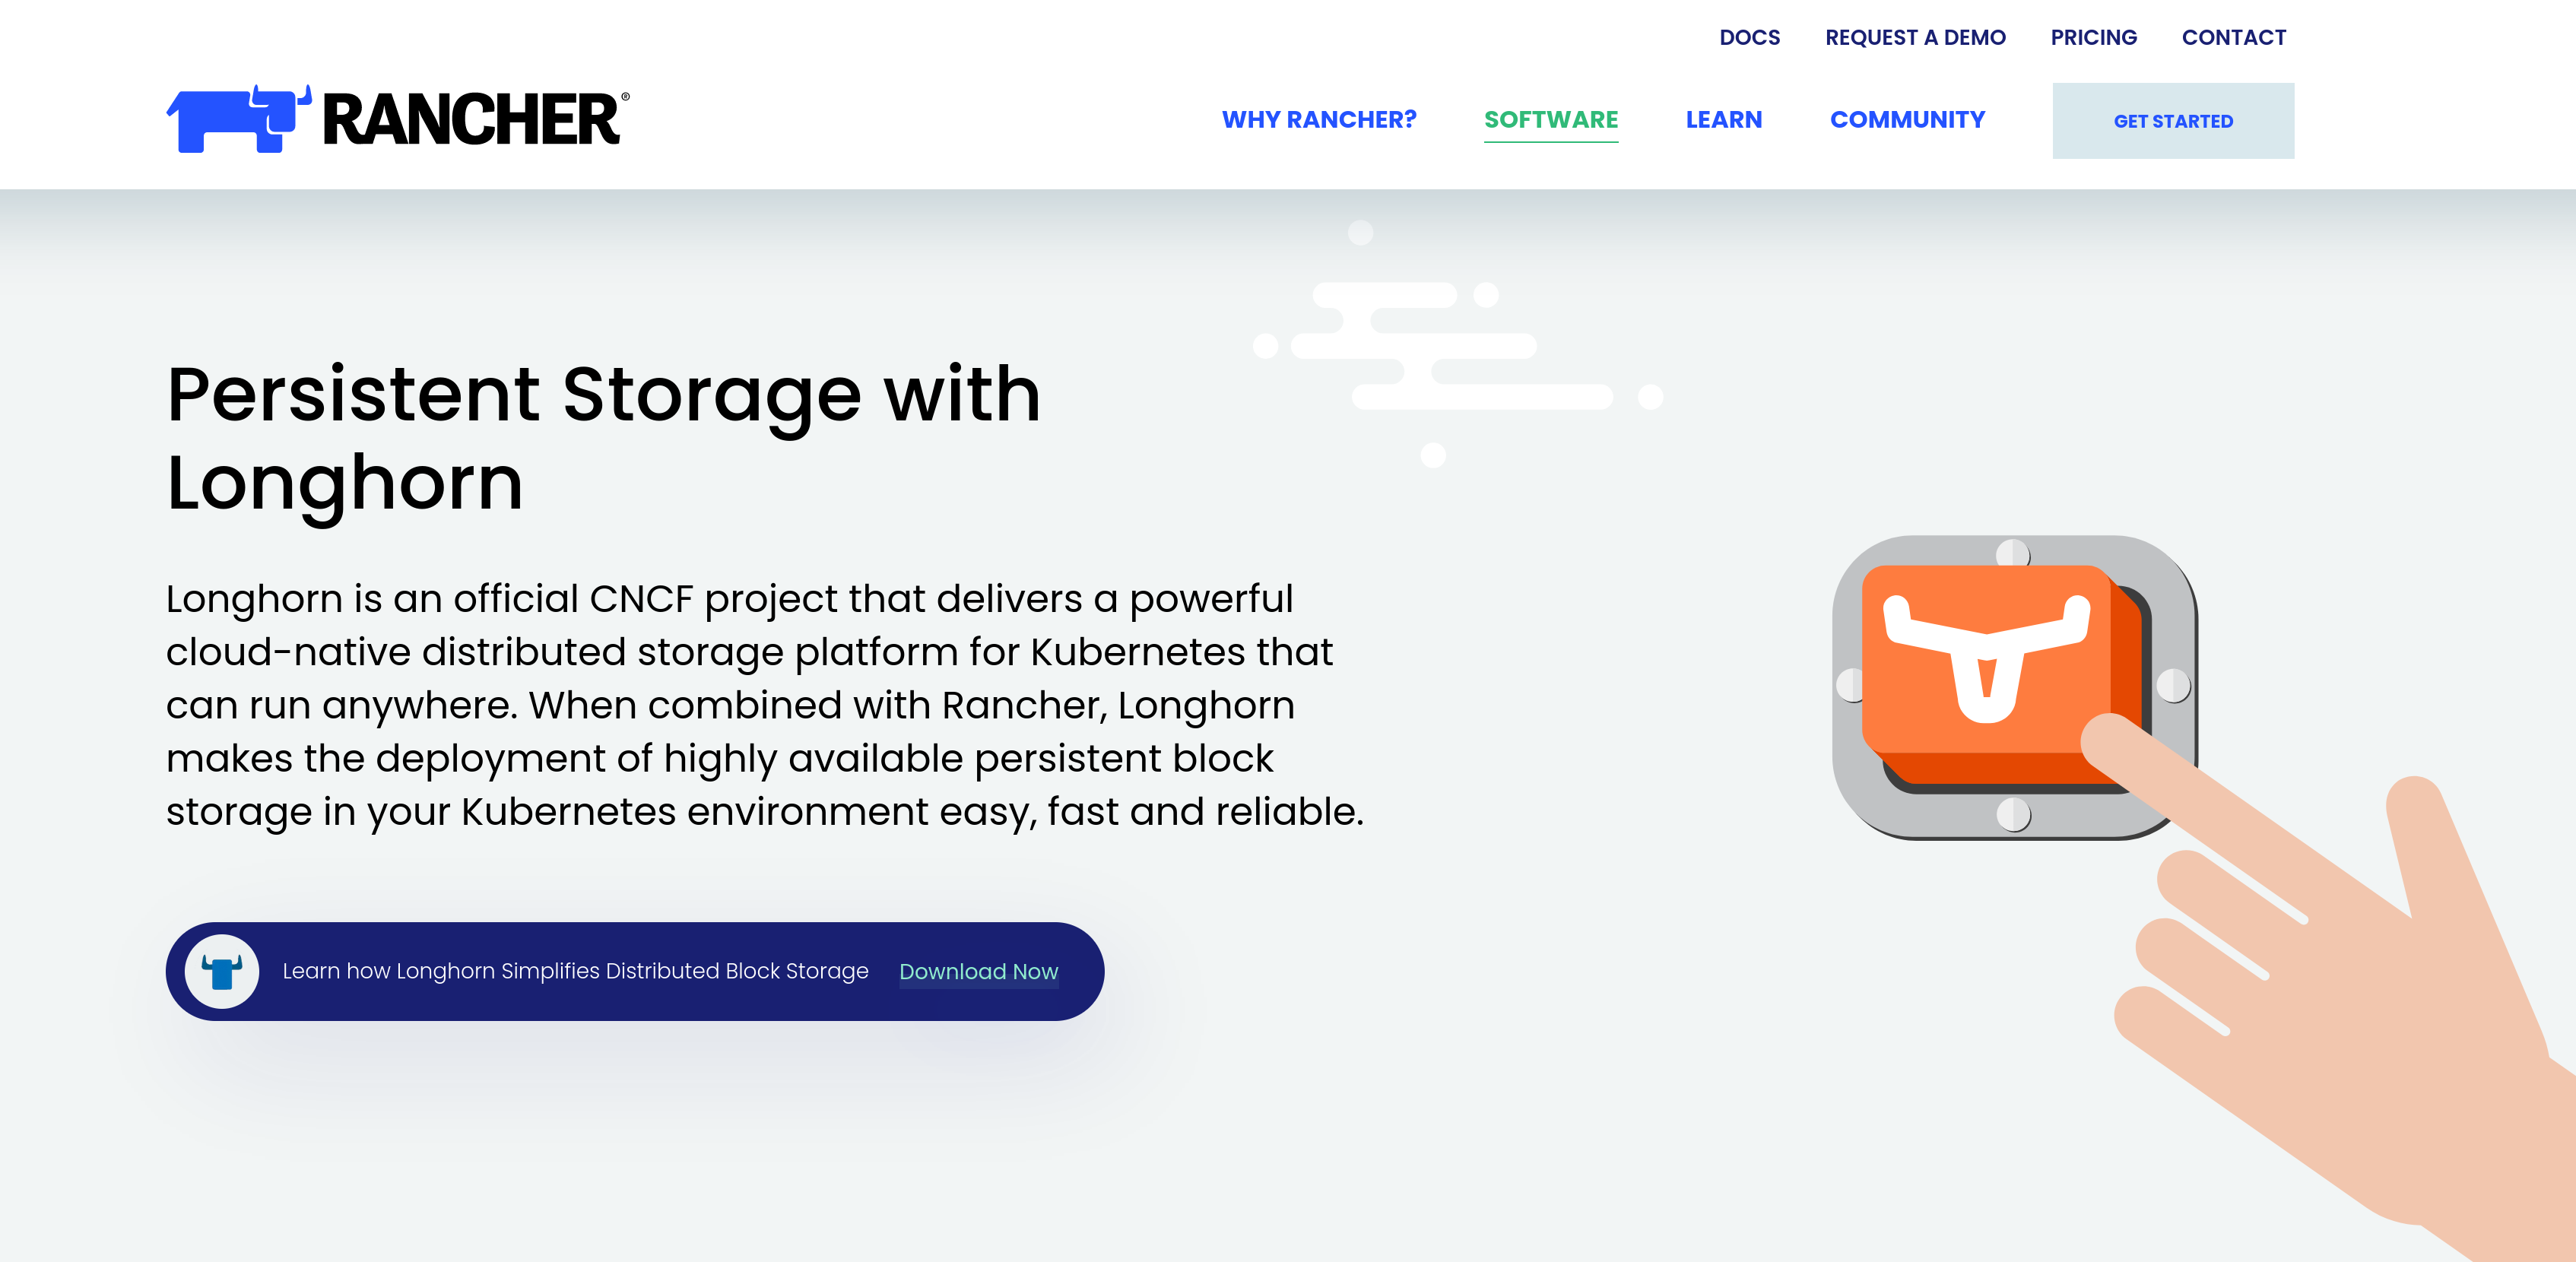 DOCS REQUEST A DEMO PRICING CONTACT
RANCHER®
WHY RANCHER? SOFTWARE LEARN COMMUNITY GET STARTED
Persistent Storage with
Longhorn
Longhorn is an official CNCF project that delivers a powerful
cloud-native distributed storage platform for Kubernetes that
can run anywhere. When combined with Rancher, Longhorn
makes the deployment of highly available persistent block
storage in your Kubernetes environment easy, fast and reliable.
Learn how Longhorn Simplifies Distributed Block Storage Download Now